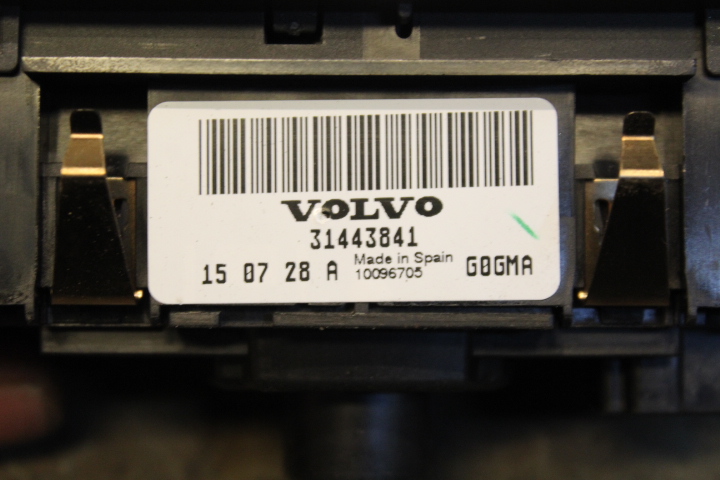 VOLVO
31443841
15 07 28 A Made in Spain G0GMA
10096705